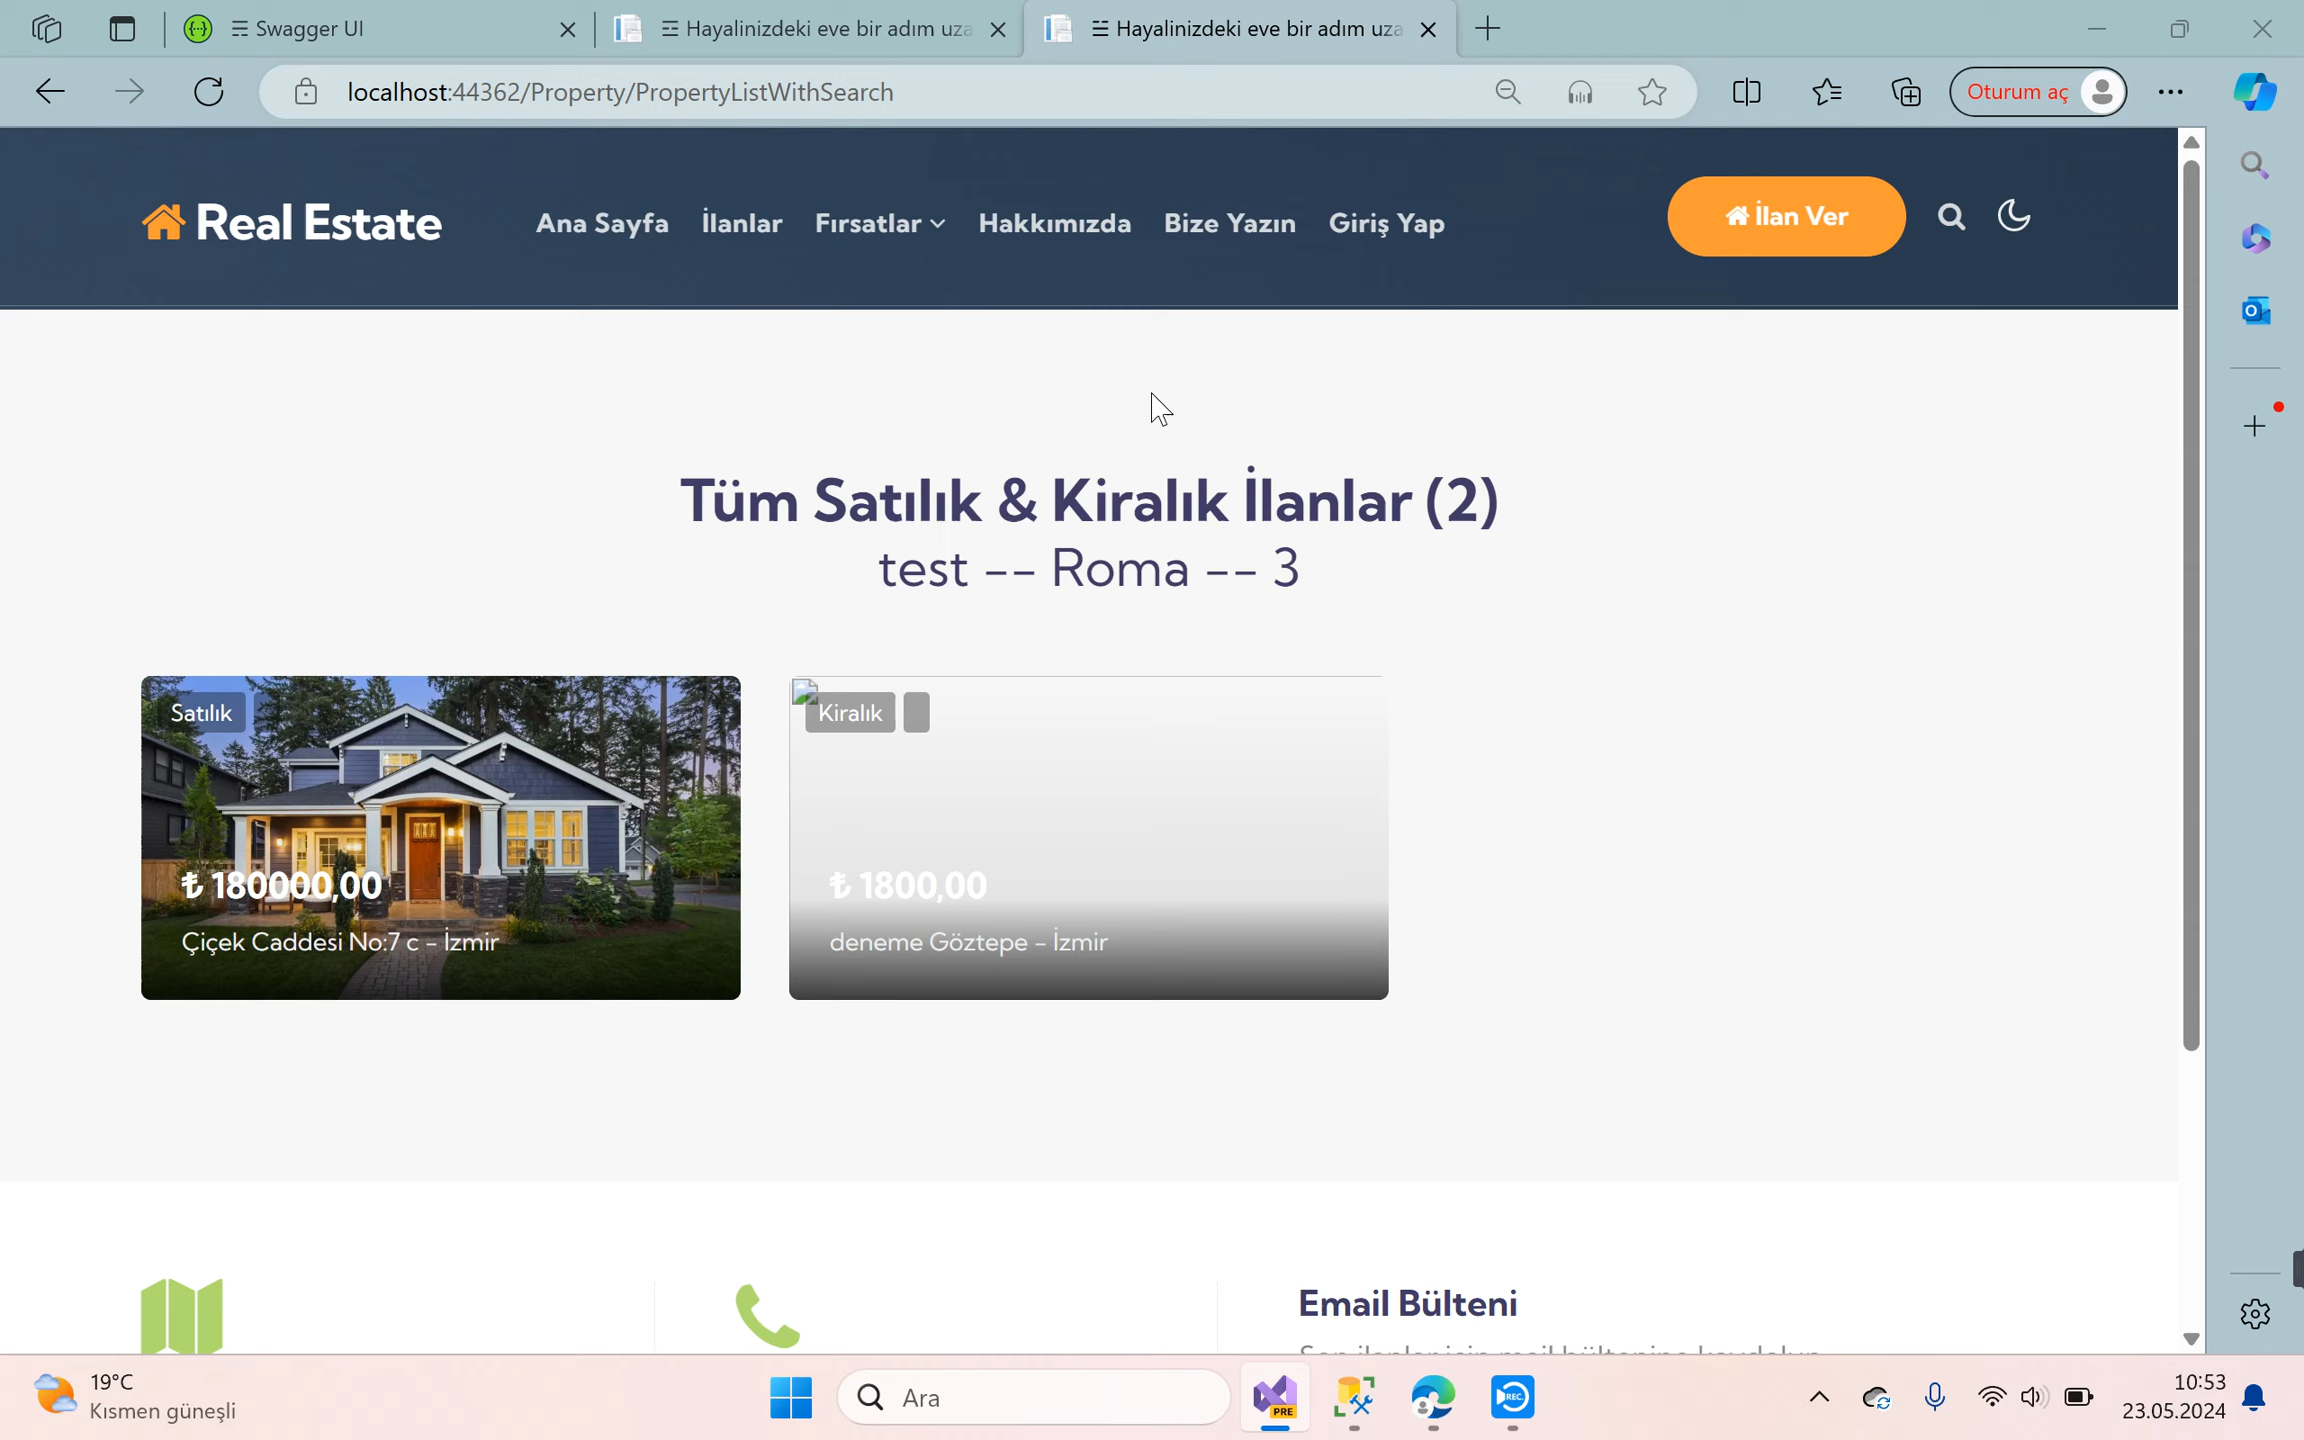 Swagger UI
Hayalinizdeki eve bir adım uza
Hayalinizdeki eve bir adım uza
localhost:44362/Property/PropertyListWithSearch
Oturum aç
Real Estate
Ana Sayfa
İlanlar
Fırsatlar
Hakkımızda
Bize Yazın
Giriş Yap
İlan Ver
Tüm Satılık & Kiralık İlanlar (2)
test -- Roma -- 3
Satılık
₺ 180000,00
Çiçek Caddesi No:7 c - İzmir
Kiralık
₺ 1800,00
deneme Göztepe - İzmir
Email Bülteni
19°C
Kısmen güneşli
Ara
PRE
REC
10:53
23.05.2024